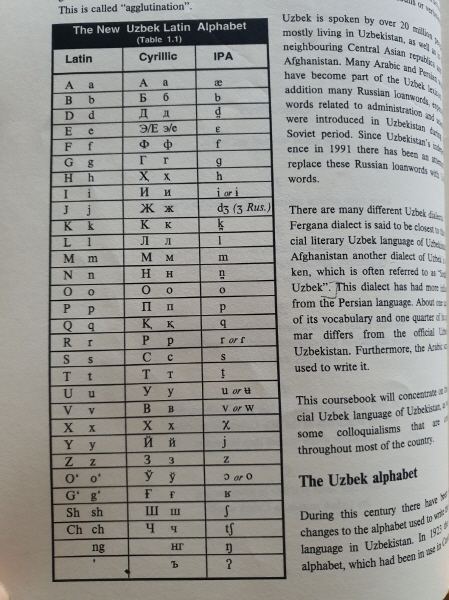 This is called "agglutination".
The New Uzbek Latin Alphabet
(Table 1.1)
Latin Cyrillic IPA
A a А а æ
B b Б б b
D d Д д d̪
E e Э/Е э/е ɛ
F f Ф ф f
G g Г г g
H h Ҳ ҳ h
I i И и i or ɨ
J j Ж ж dʒ (ʒ Rus.)
K k К к k̟
L l Л л l
M m М м m
N n Н н n̪
O o О о o
P p П п p
Q q Қ қ q
R r Р р r or ɾ
S s С с s
T t Т т t̪
U u У у u or ʉ
V v В в v or w
X x Х х χ
Y y Й й j
Z z З з z
O‘ o‘ Ў ў ɔ or o
G‘ g‘ Ғ ғ ʁ
Sh sh Ш ш ʃ
Ch ch Ч ч tʃ
ng нг ŋ
' ъ ʔ
Uzbek is spoken by over 20 million
mostly living in Uzbekistan, as well as
neighbouring Central Asian republics
Afghanistan. Many Arabic and Persian
have become part of the Uzbek
addition many Russian loanwords,
words related to administration and
were introduced in Uzbekistan during
Soviet period. Since Uzbekistan's
ence in 1991 there has been an
replace these Russian loanwords with
words.
There are many different Uzbek
Fergana dialect is said to be closest to
cial literary Uzbek language of
Afghanistan another dialect of Uzbek
ken, which is often referred to as
Uzbek". This dialect has had more
from the Persian language. About
of its vocabulary and one quarter of
mar differs from the official
Uzbekistan. Furthermore, the Arabic
used to write it.
This coursebook will concentrate on
cial Uzbek Language of Uzbekistan,
some colloquialisms that are
throughout most of the country.
The Uzbek alphabet
During this century there have
changes to the alphabet used to write
language in Uzbekistan. In
alphabet, which had been in use in